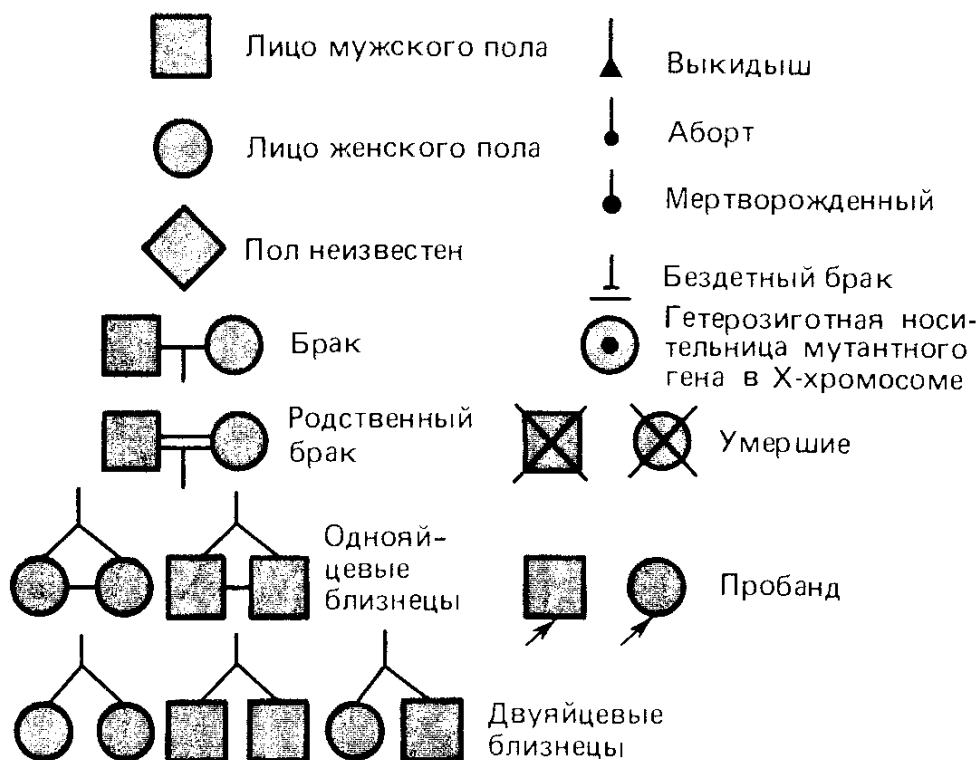 Лицо мужского пола
Лицо женского пола
Пол неизвестен
Брак
Родственный
брак
Однояй-
цевые
близнецы
Двуяйцевые
близнецы
Выкидыш
Аборт
Мертворожденный
Бездетный брак
Гетерозиготная носи-
тельница мутантного
гена в X-хромосоме
Умершие
Пробанд